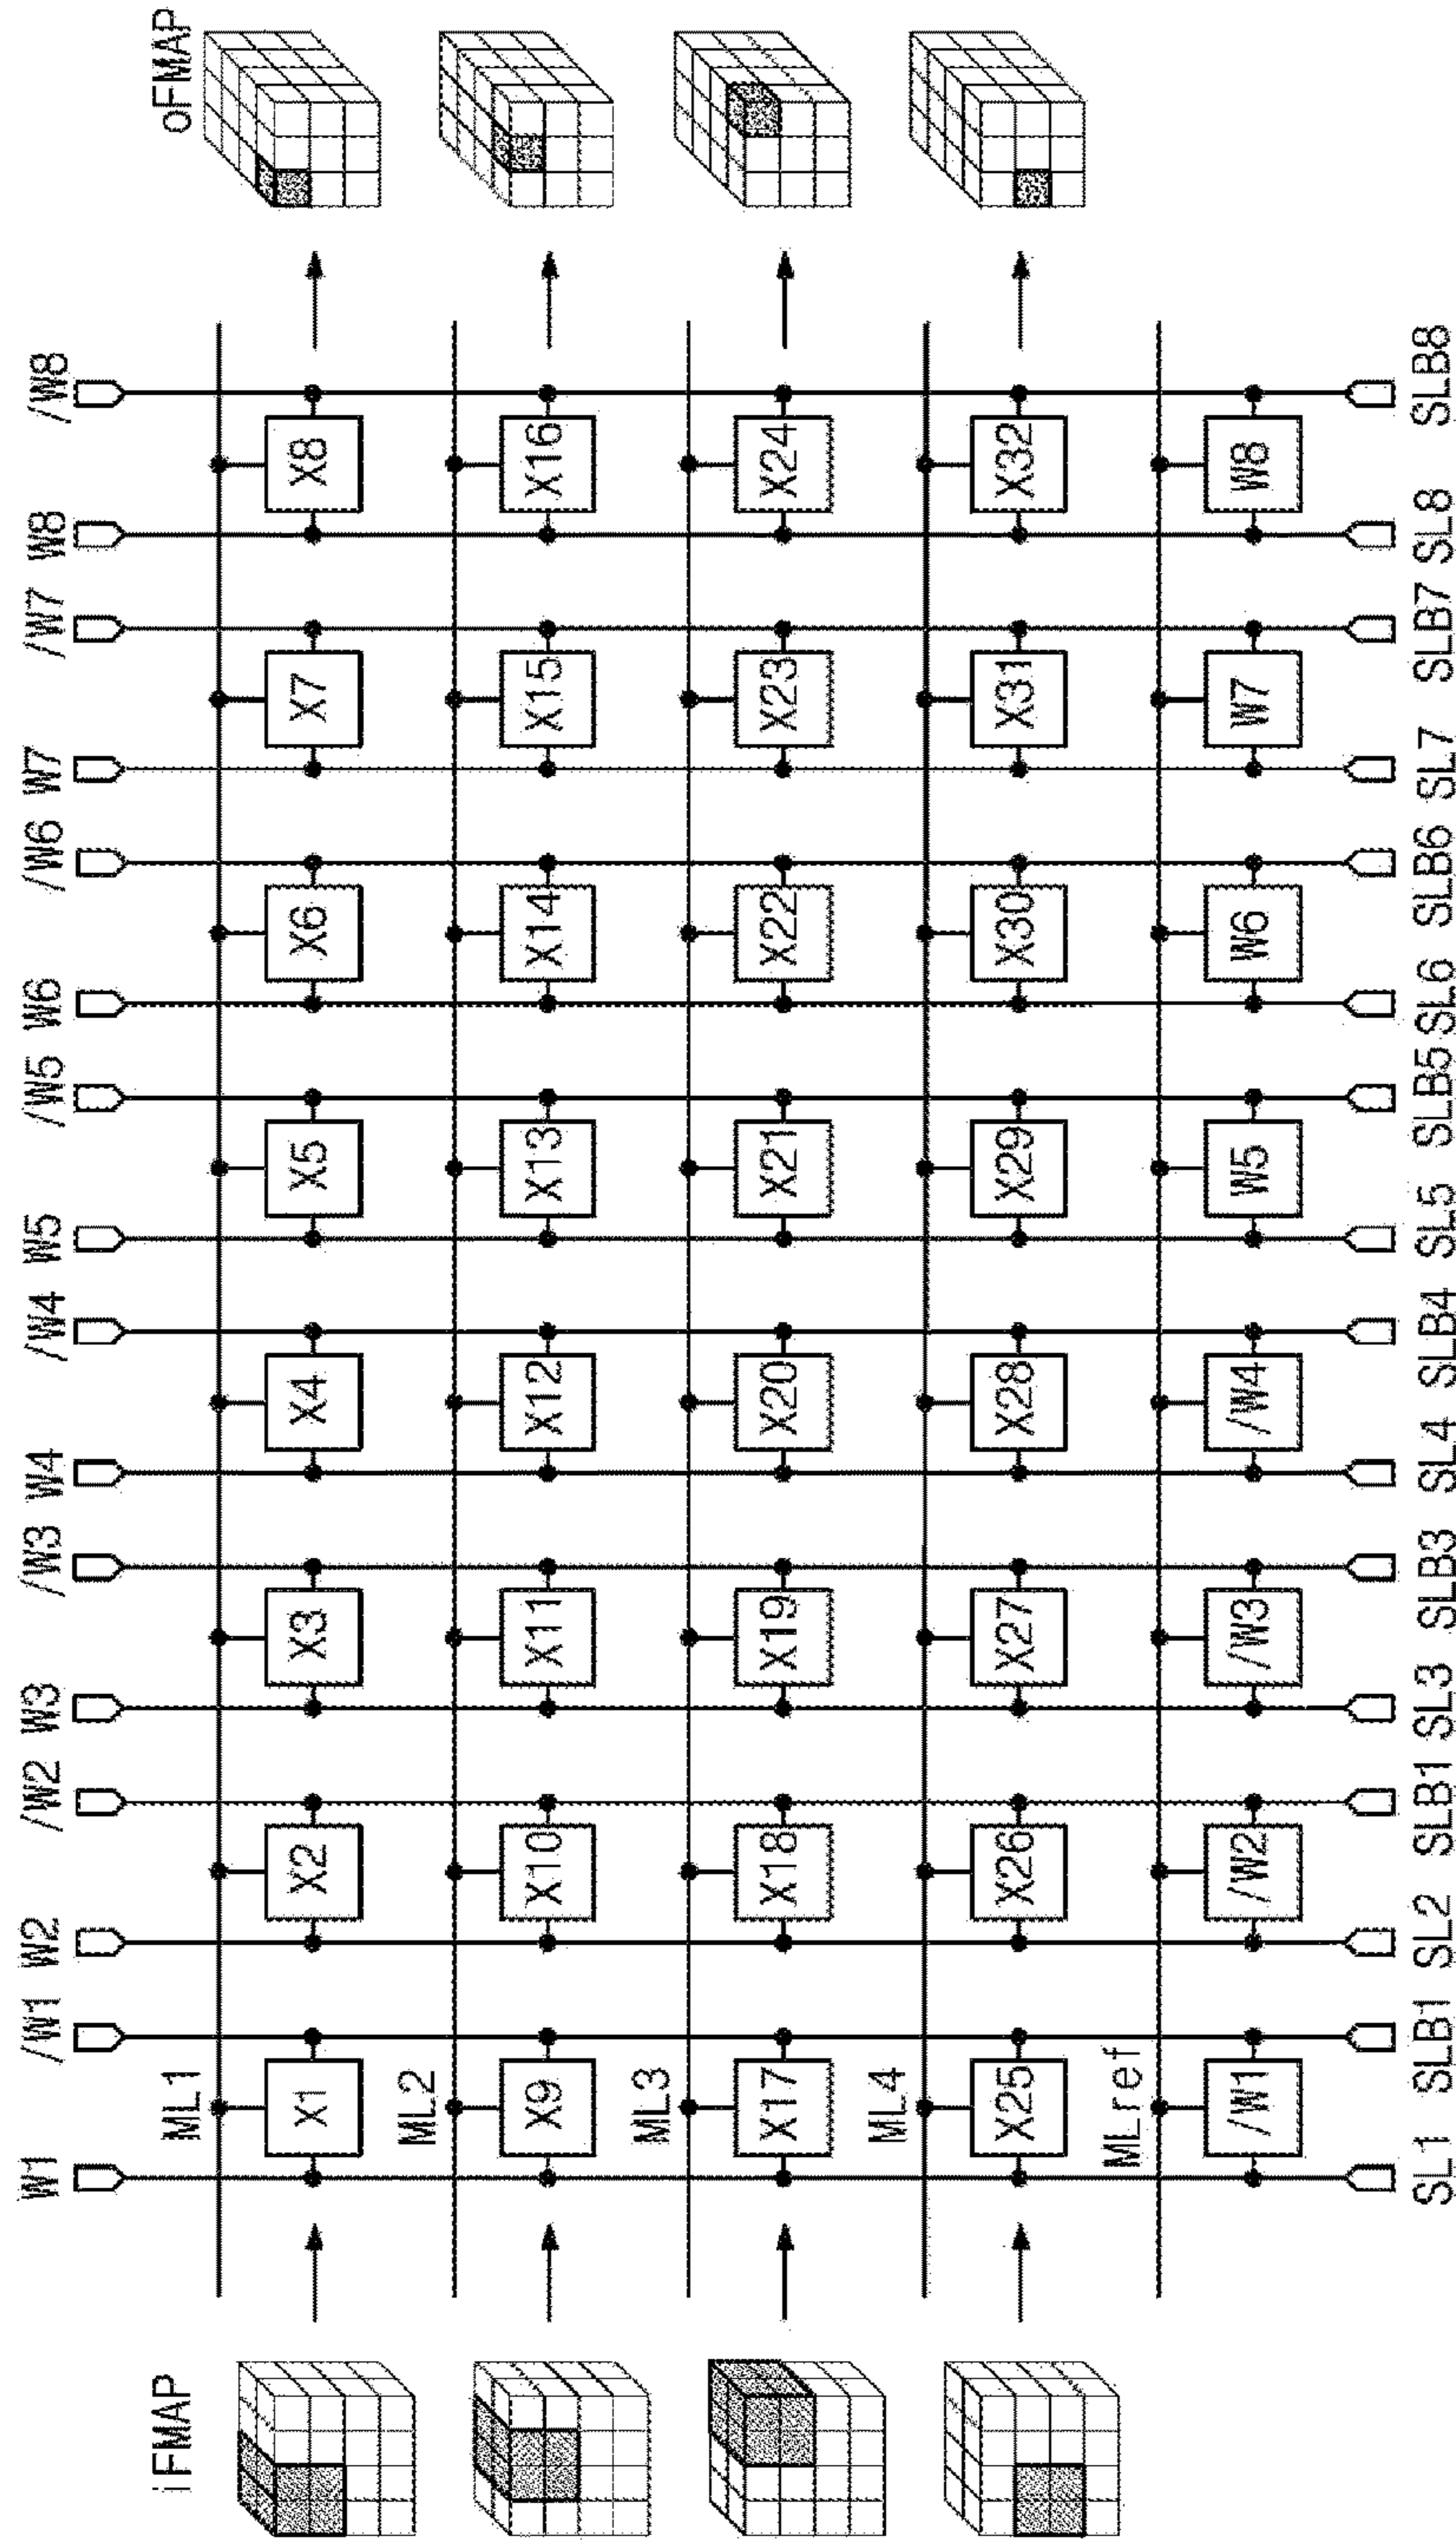 iFMAP
oFMAP
W1 /W1 W2 /W2 W3 /W3 W4 /W4 W5 /W5 W6 /W6 W7 /W7 W8 /W8
ML1
X1 X2 X3 X4 X5 X6 X7 X8
ML2
X9 X10 X11 X12 X13 X14 X15 X16
ML3
X17 X18 X19 X20 X21 X22 X23 X24
ML4
X25 X26 X27 X28 X29 X30 X31 X32
MLref
/W1 /W2 /W3 /W4 W5 W6 W7 W8
SL1 SLB1 SL2 SLB1 SL3 SLB3 SL4 SLB4 SL5 SLB5 SL6 SLB6 SL7 SLB7 SL8 SLB8